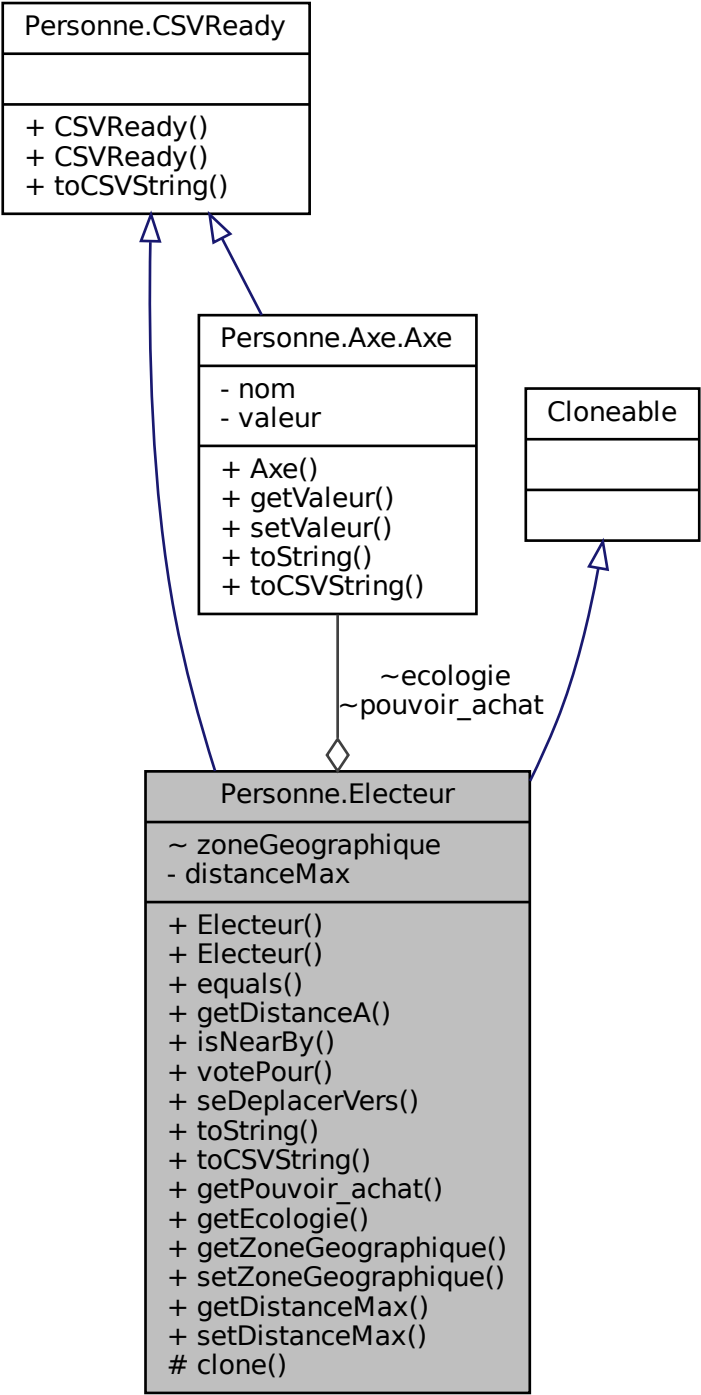 Personne.CSVReady
+ CSVReady()
+ CSVReady()
+ toCSVString()
Personne.Axe.Axe
- nom
- valeur
+ Axe()
+ getValeur()
+ setValeur()
+ toString()
+ toCSVString()
Cloneable
~ecologie
~pouvoir_achat
Personne.Electeur
~ zoneGeographique
- distanceMax
+ Electeur()
+ Electeur()
+ equals()
+ getDistanceA()
+ isNearBy()
+ votePour()
+ seDeplacerVers()
+ toString()
+ toCSVString()
+ getPouvoir_achat()
+ getEcologie()
+ getZoneGeographique()
+ setZoneGeographique()
+ getDistanceMax()
+ setDistanceMax()
# clone()